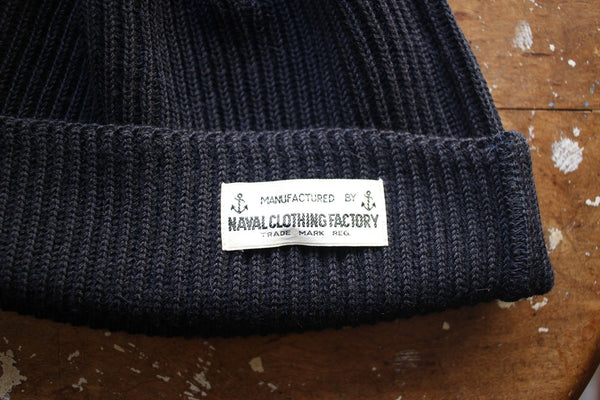 MANUFACTURED BY
NAVAL CLOTHING FACTORY
TRADE MARK REG.